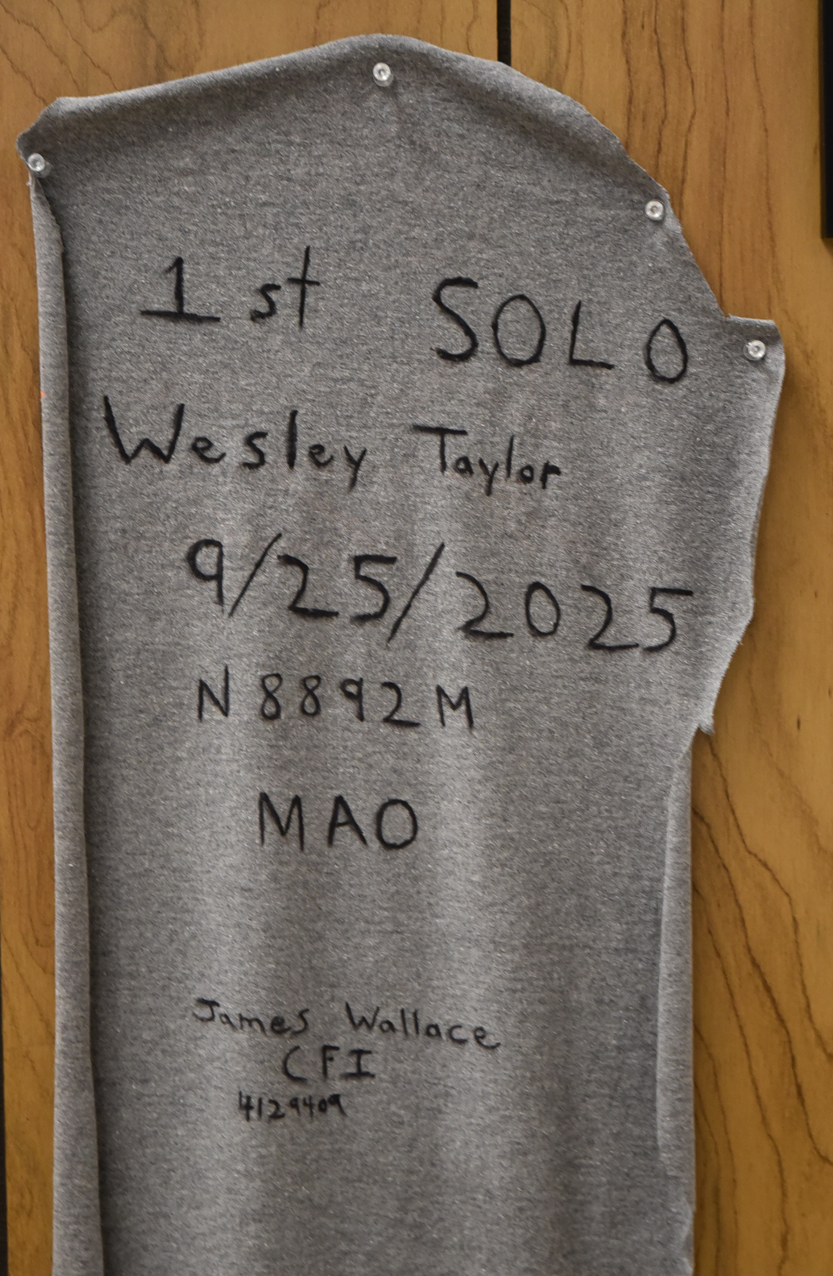 1st SOLO
Wesley Taylor
9/25/2025
N8892M
MAO
James Wallace
CFI
4129409